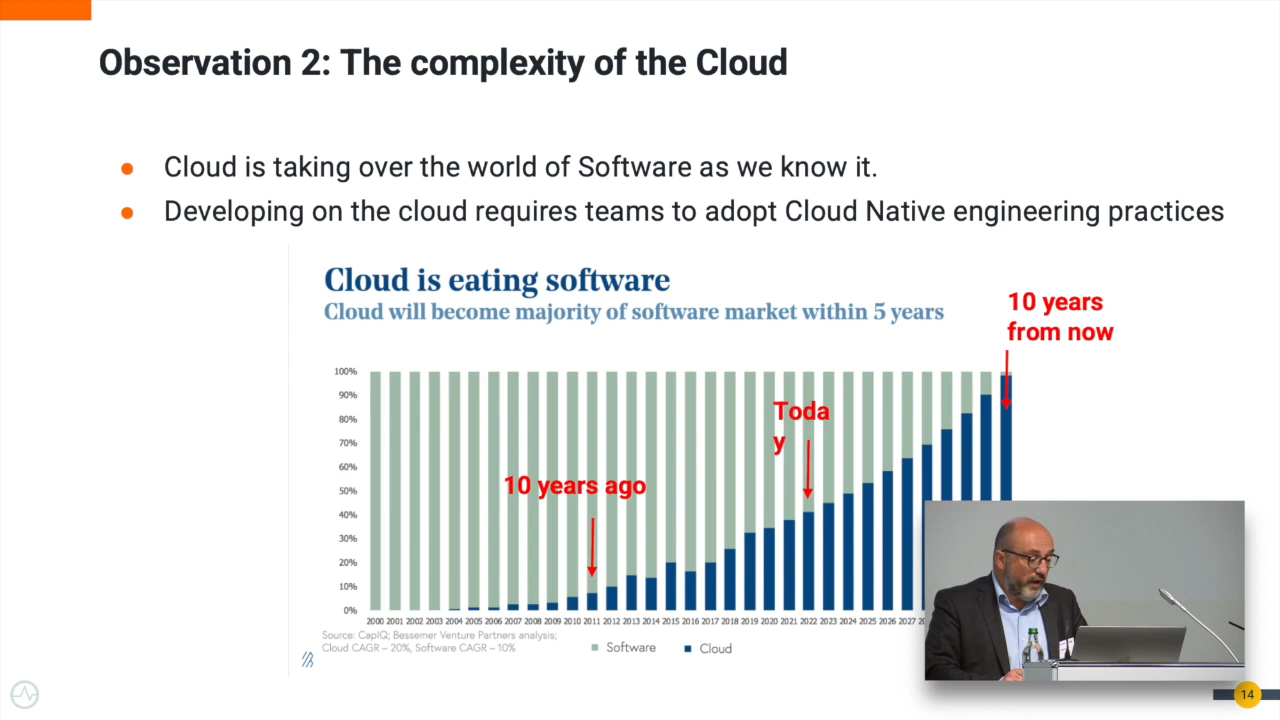 Observation 2: The complexity of the Cloud
● Cloud is taking over the world of Software as we know it.
● Developing on the cloud requires teams to adopt Cloud Native engineering practices
Cloud is eating software
Cloud will become majority of software market within 5 years
10 years
from now
100%
90%
80%
70%
60%
50%
40%
30%
20%
10%
0%
Toda
y
10 years ago
2000 2001 2002 2003 2004 2005 2006 2007 2008 2009 2010 2011 2012 2013 2014 2015 2016 2017 2018 2019 2020 2021 2022 2023 2024 2025 2026 2027
Source: CapIQ; Bessemer Venture Partners analysis;
Cloud CAGR – 20%, Software CAGR – 10%
Software
Cloud
14